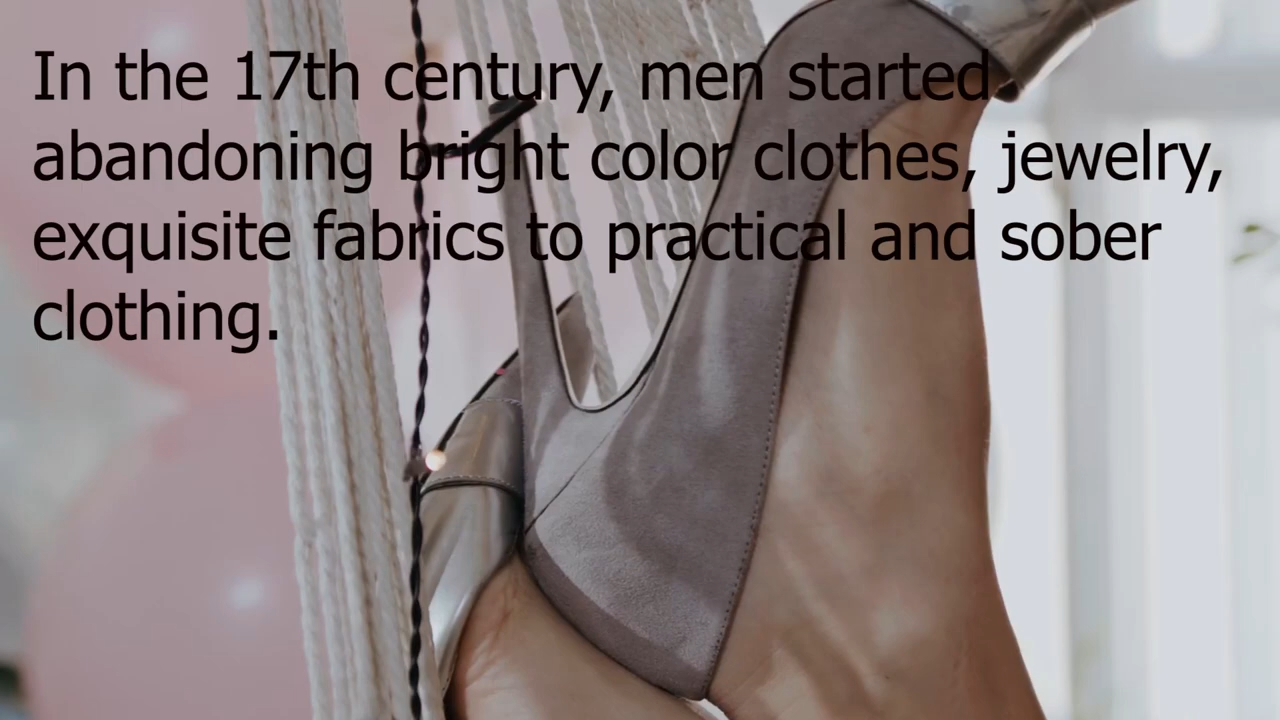 In the 17th century, men started
abandoning bright color clothes, jewelry,
exquisite fabrics to practical and sober
clothing.